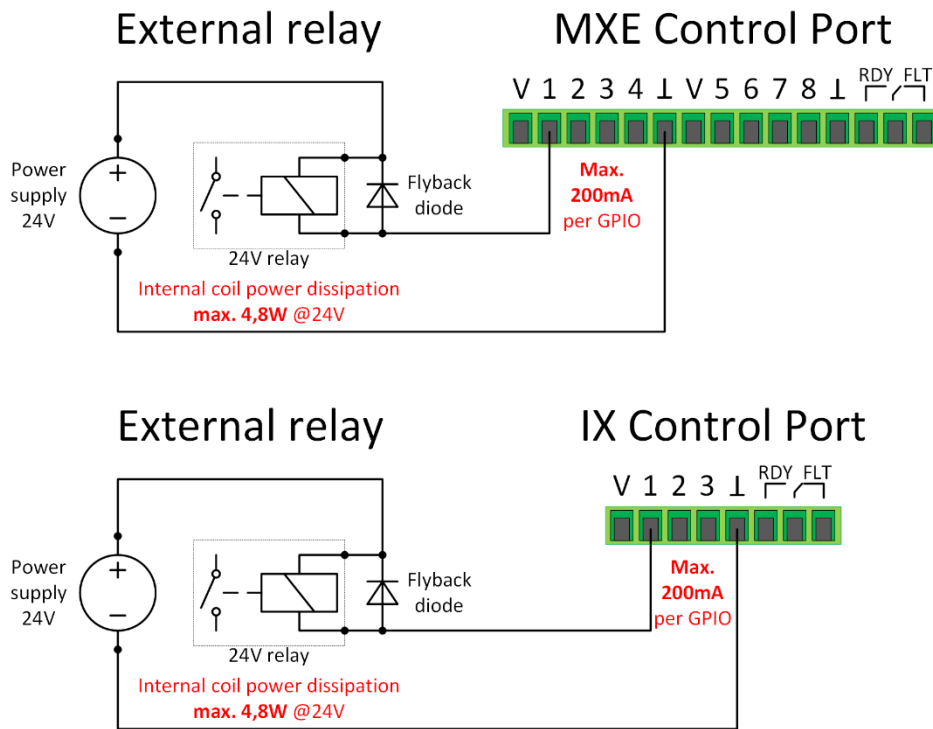 External relay
MXE Control Port
RDY FLT
V 1 2 3 4 ⊥ V 5 6 7 8 ⊥
Power
supply
24V
Flyback
diode
Max.
200mA
per GPIO
24V relay
Internal coil power dissipation
max. 4,8W @24V
External relay
IX Control Port
RDY FLT
V 1 2 3 ⊥
Power
supply
24V
Flyback
diode
Max.
200mA
per GPIO
24V relay
Internal coil power dissipation
max. 4,8W @24V